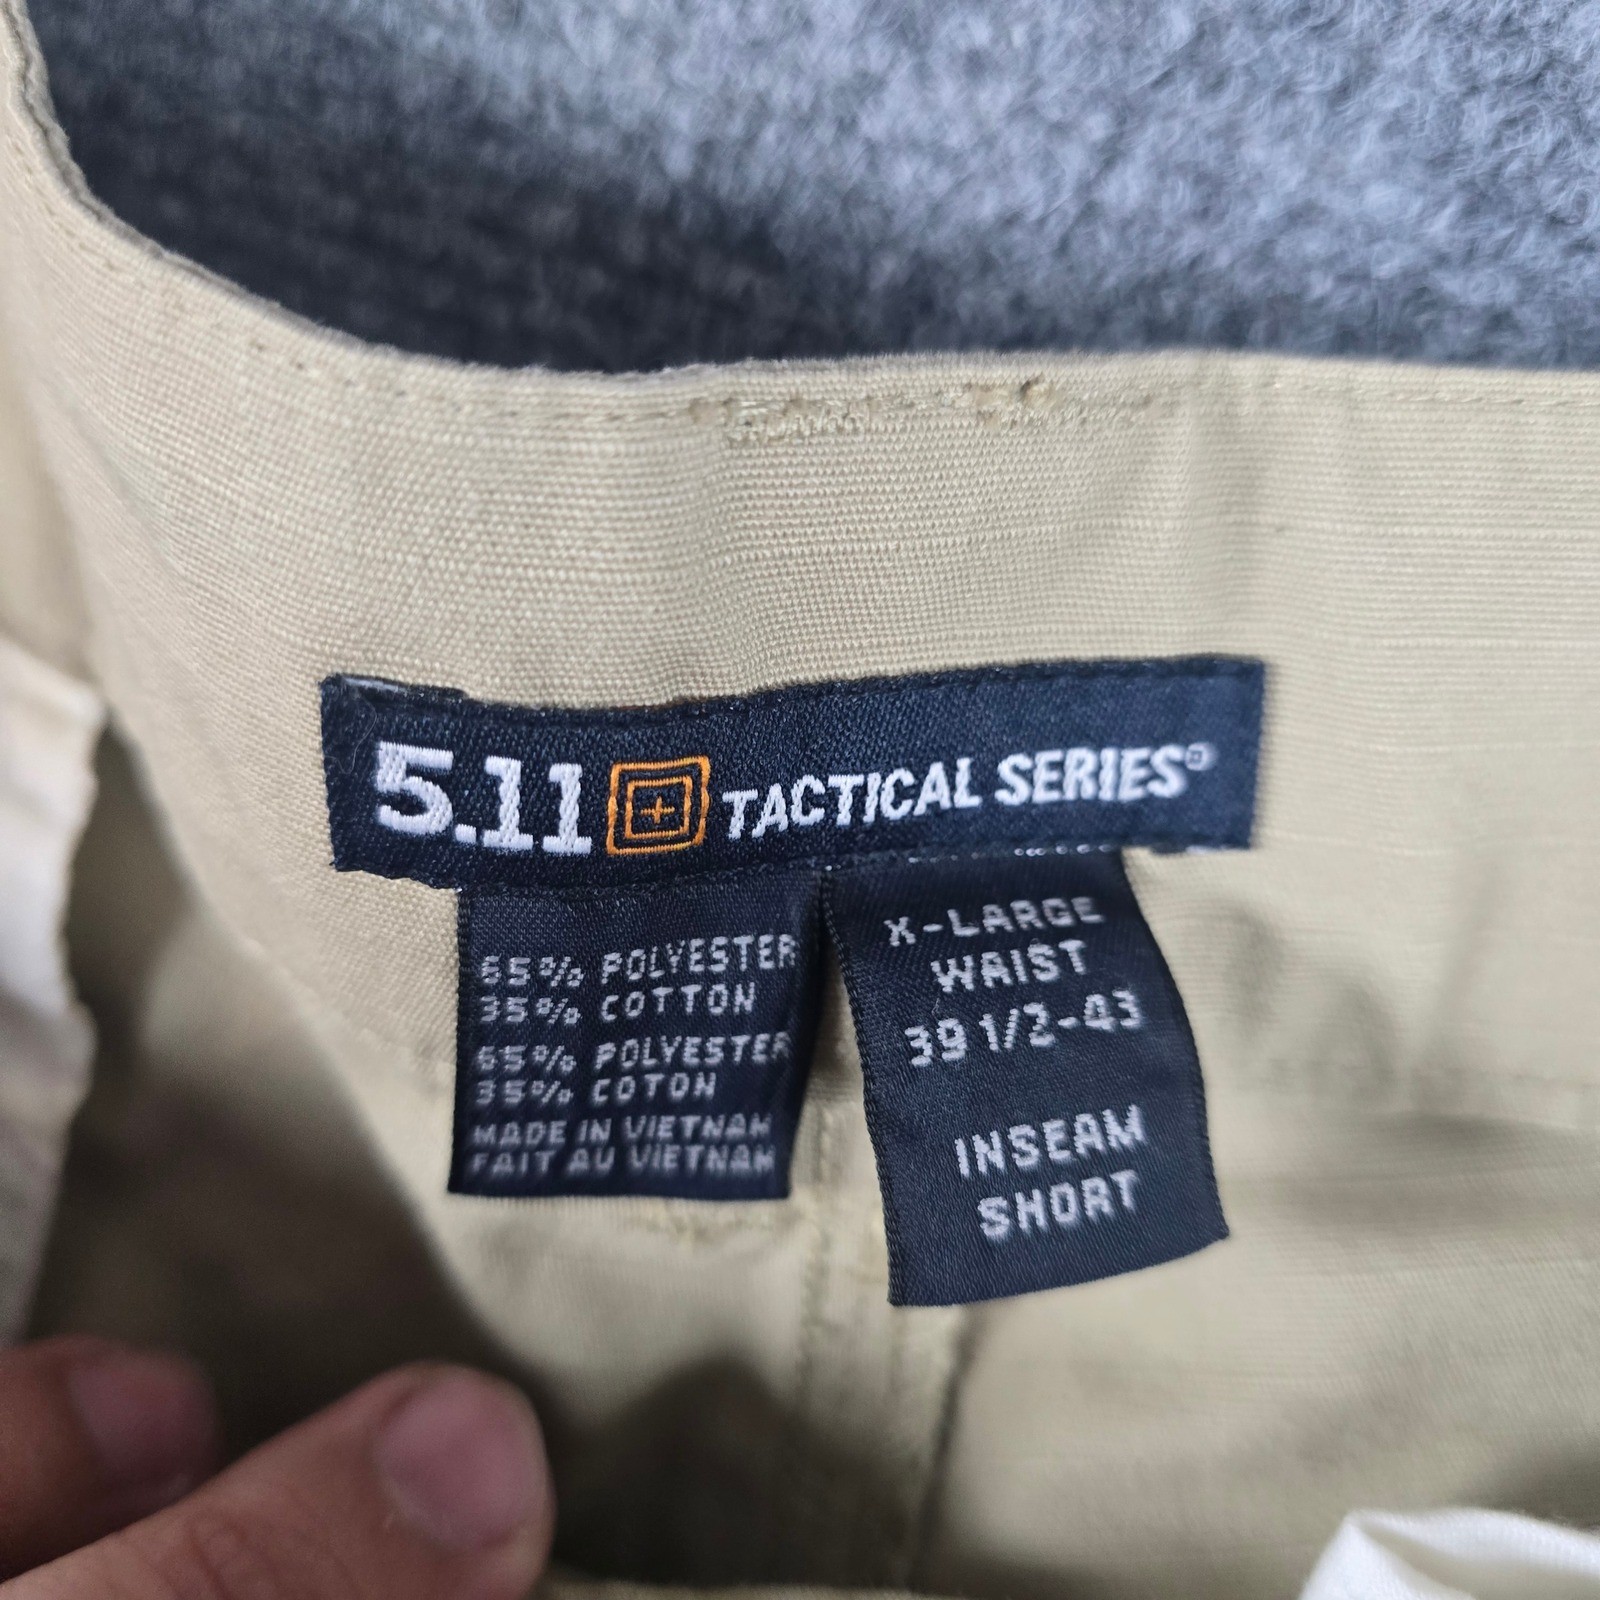 5.11 TACTICAL SERIES®
65% POLYESTER
35% COTTON
65% POLYESTER
35% COTON
MADE IN VIETNAM
FAIT AU VIETNAM
X-LARGE
WAIST
39 1/2-43
INSEAM
SHORT